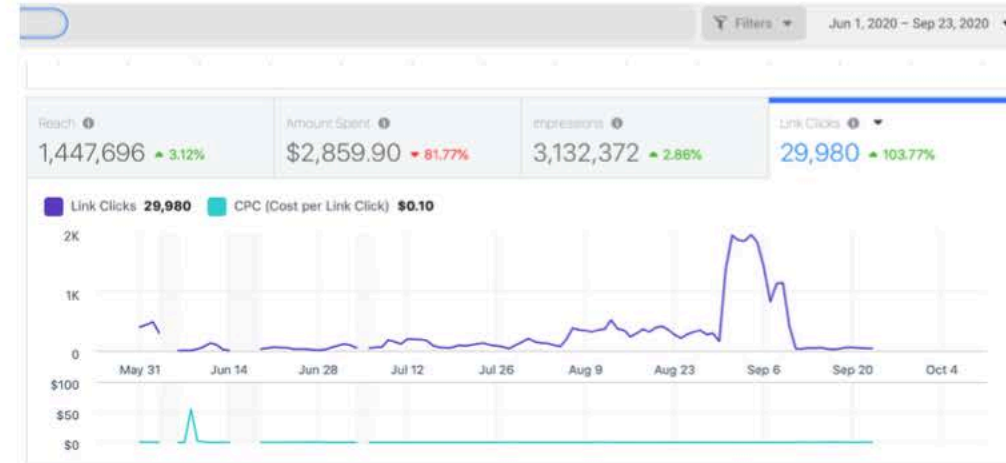 Filters Jun 1, 2020 – Sep 23, 2020
Reach Amount Spent Impressions Link Clicks
1,447,696 3.12% $2,859.90 81.77% 3,132,372 2.86% 29,980 103.77%
Link Clicks 29,980 CPC (Cost per Link Click) $0.10
2K
1K
0
May 31 Jun 14 Jun 28 Jul 12 Jul 26 Aug 9 Aug 23 Sep 6 Sep 20 Oct 4
$100
$50
$0